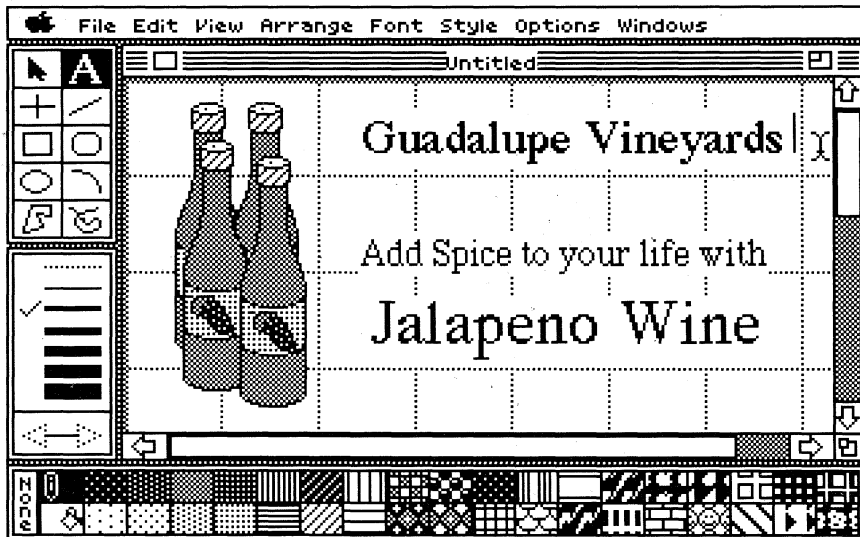 File Edit View Arrange Font Style Options Windows
A
Untitled
Guadalupe Vineyards
Add Spice to your life with
Jalapeno Wine
None